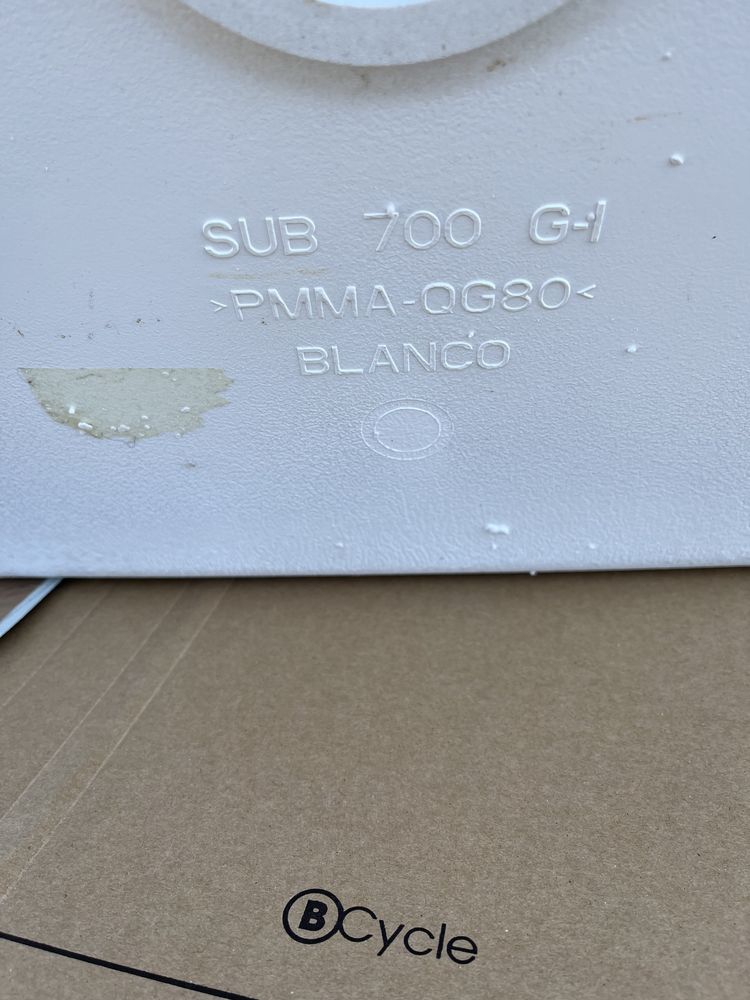 SUB 700 G-I
>PMMA-QG80<
BLANCO
BCycle